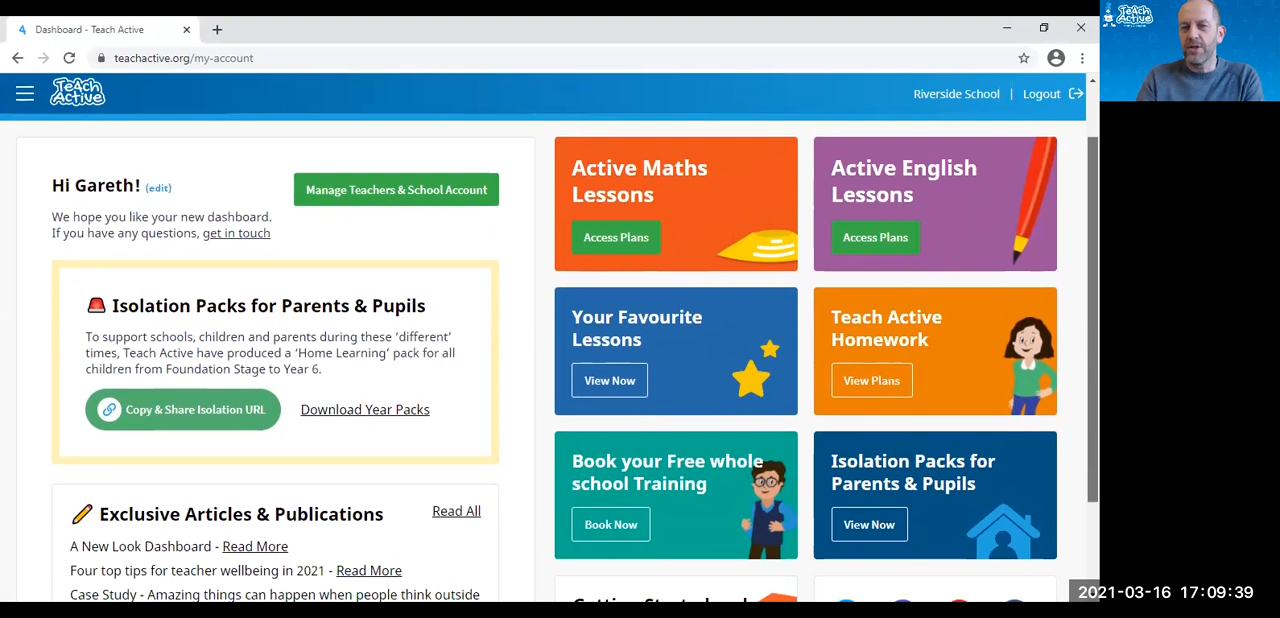 Dashboard - Teach Active
teachactive.org/my-account
Teach Active
Riverside School | Logout
Hi Gareth! (edit)
Manage Teachers & School Account
We hope you like your new dashboard.
If you have any questions, get in touch
Isolation Packs for Parents & Pupils
To support schools, children and parents during these ‘different’
times, Teach Active have produced a ‘Home Learning’ pack for all
children from Foundation Stage to Year 6.
Copy & Share Isolation URL
Download Year Packs
Exclusive Articles & Publications
Read All
A New Look Dashboard - Read More
Four top tips for teacher wellbeing in 2021 - Read More
Case Study - Amazing things can happen when people think outside
Active Maths
Lessons
Access Plans
Active English
Lessons
Access Plans
Your Favourite
Lessons
View Now
Teach Active
Homework
View Plans
Book your Free whole
school Training
Book Now
Isolation Packs for
Parents & Pupils
View Now
Teach
Active
2021-03-16 17:09:39